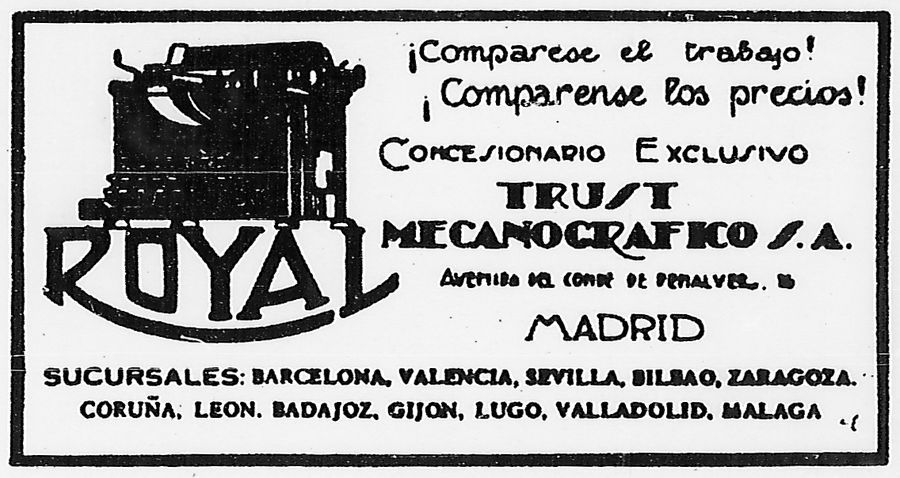 ¡Comparese el trabajo!
¡Comparense los precios!
CONCESIONARIO EXCLUSIVO
TRUST
MECANOGRAFICO S.A.
AVENIDA DEL CONDE DE PEÑALVER.
MADRID
ROYAL
SUCURSALES: BARCELONA, VALENCIA, SEVILLA, BILBAO, ZARAGOZA.
CORUÑA, LEON. BADAJOZ, GIJON, LUGO, VALLADOLID, MALAGA